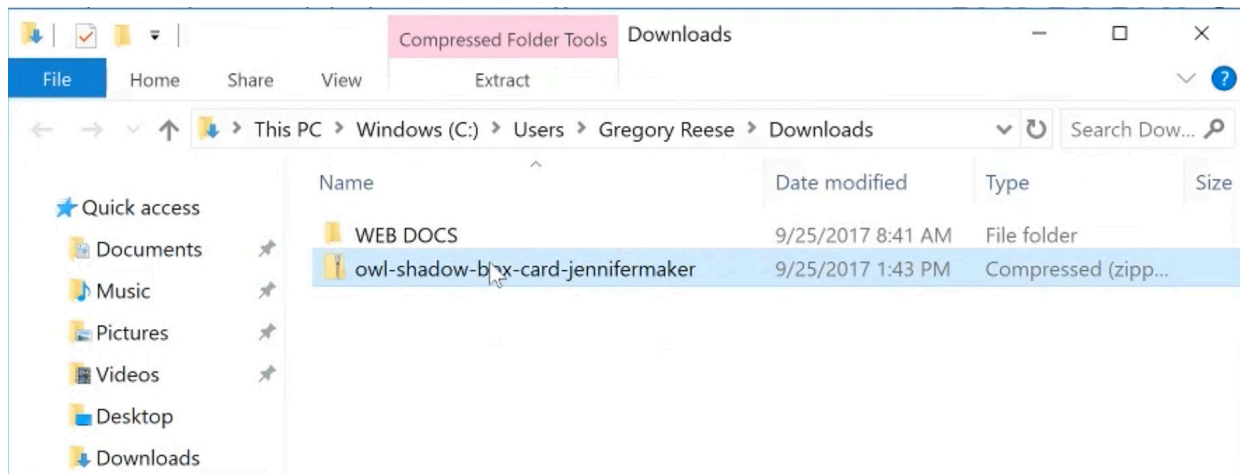 Compressed Folder Tools Downloads
File Home Share View Extract
This PC > Windows (C:) > Users > Gregory Reese > Downloads Search Dow...
Name Date modified Type Size
Quick access
WEB DOCS 9/25/2017 8:41 AM File folder
Documents
owl-shadow-box-card-jennifermaker 9/25/2017 1:43 PM Compressed (zipp...
Music
Pictures
Videos
Desktop
Downloads